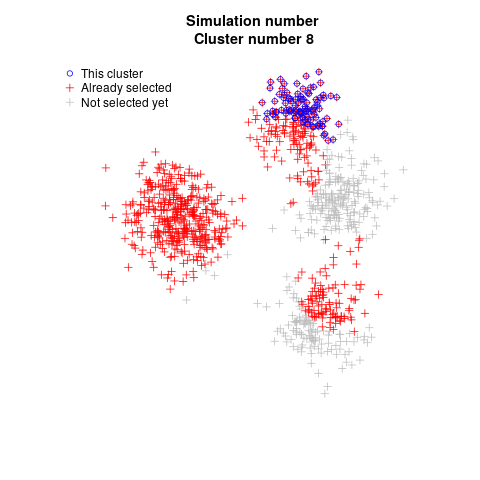 Simulation number
Cluster number 8
This cluster
Already selected
Not selected yet